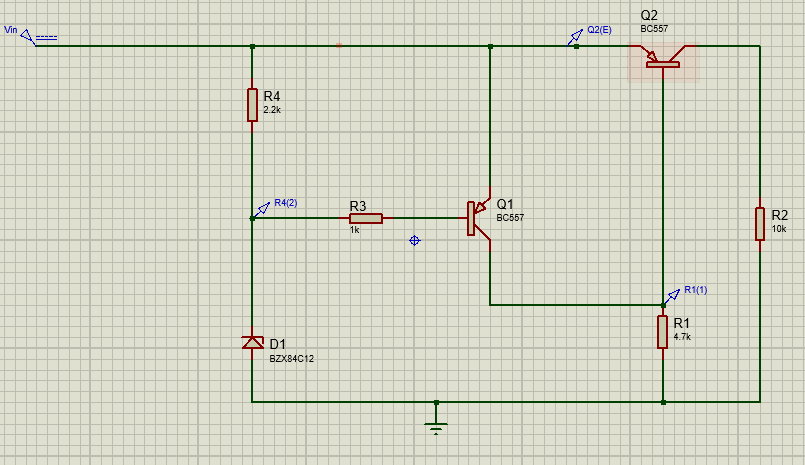 Vin
Q2(E)
Q2
BC557
R4
2.2k
R4(2)
R3
1k
Q1
BC557
R2
10k
R1(1)
R1
4.7k
D1
BZX84C12